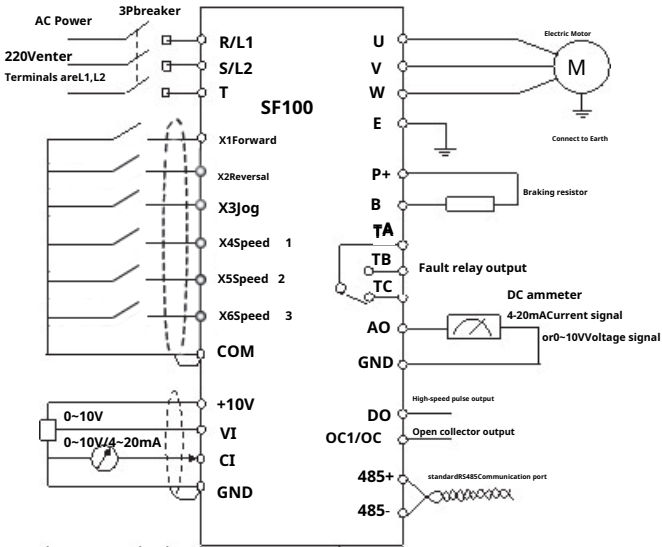 3Pbreaker
AC Power
220Venter
Terminals areL1,L2
R/L1
S/L2
T
SF100
X1Forward
X2Reversal
X3Jog
X4Speed 1
X5Speed 2
X6Speed 3
COM
+10V
0~10V
VI
0~10V/4~20mA
CI
GND
U
V
W
E
P+
B
TA
TB
TC
AO
GND
DO
OC1/OC
485+
485-
Electric Motor
M
Connect to Earth
Braking resistor
Fault relay output
DC ammeter
4-20mACurrent signal
or0~10VVoltage signal
High-speed pulse output
Open collector output
standardRS485Communication port